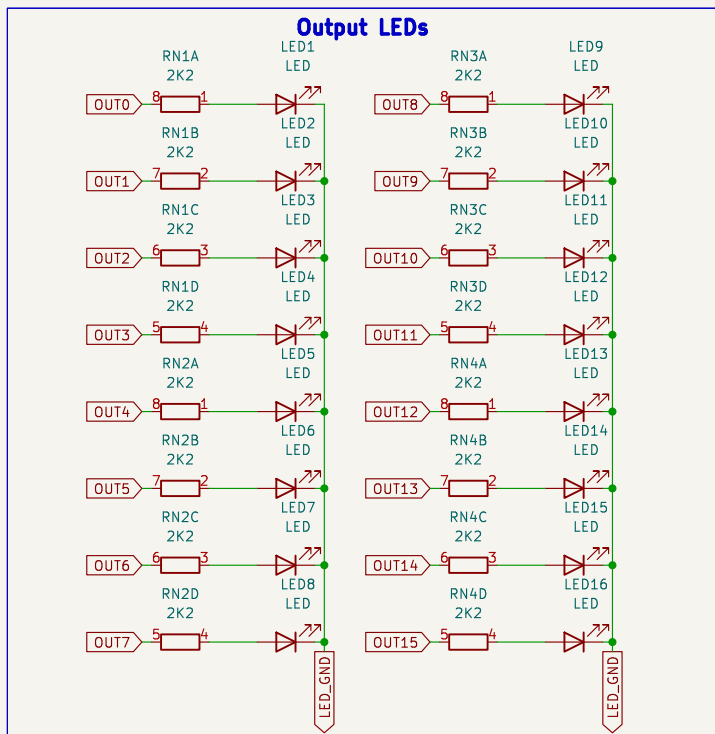 Output LEDs
LED1
LED
RN1A
2K2
OUT0 8 1
LED2
LED
RN1B
2K2
OUT1 7 2
LED3
LED
RN1C
2K2
OUT2 6 3
LED4
LED
RN1D
2K2
OUT3 5 4
LED5
LED
RN2A
2K2
OUT4 8 1
LED6
LED
RN2B
2K2
OUT5 7 2
LED7
LED
RN2C
2K2
OUT6 6 3
LED8
LED
RN2D
2K2
OUT7 5 4
LED_GND
LED9
LED
RN3A
2K2
OUT8 8 1
LED10
LED
RN3B
2K2
OUT9 7 2
LED11
LED
RN3C
2K2
OUT10 6 3
LED12
LED
RN3D
2K2
OUT11 5 4
LED13
LED
RN4A
2K2
OUT12 8 1
LED14
LED
RN4B
2K2
OUT13 7 2
LED15
LED
RN4C
2K2
OUT14 6 3
LED16
LED
RN4D
2K2
OUT15 5 4
LED_GND